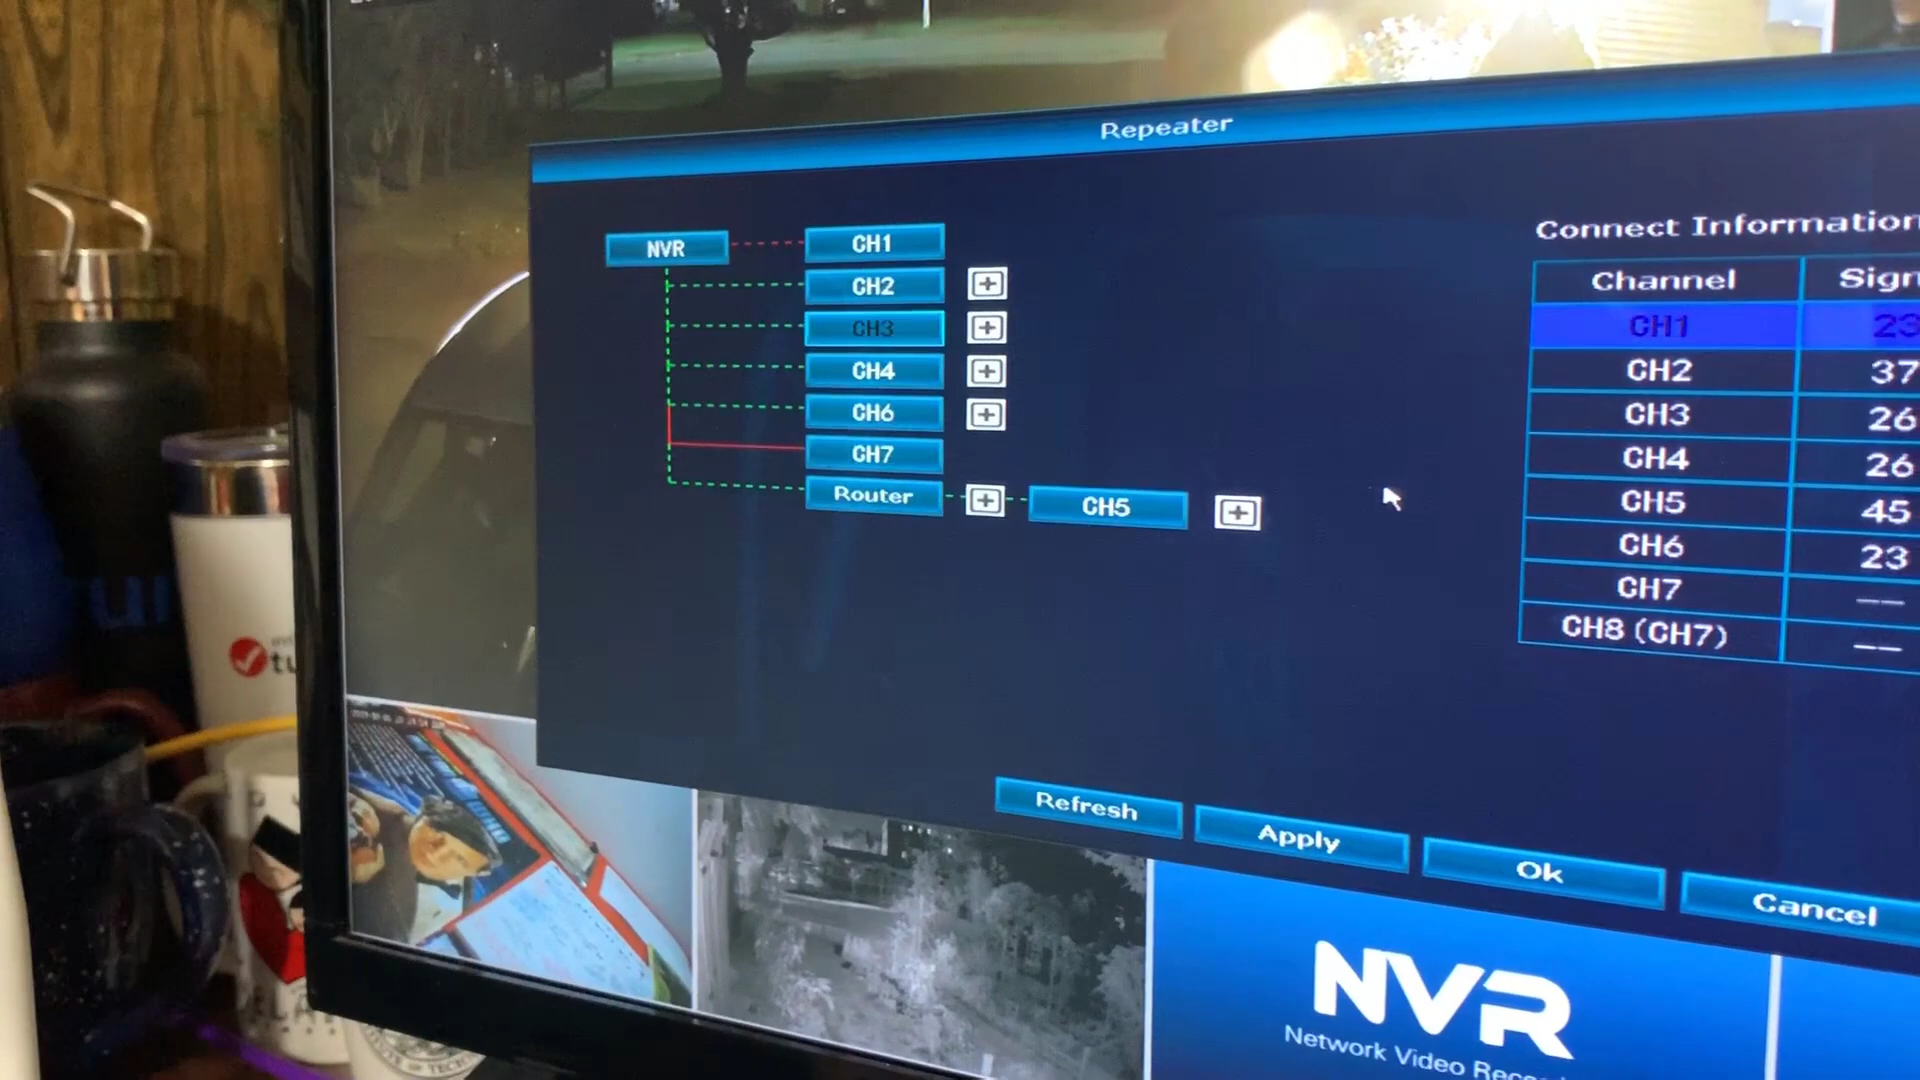 Repeater
NVR
CH1
CH2
CH3
CH4
CH6
CH7
Router
CH5
Connect Information
Channel
CH1 23
CH2 37
CH3 26
CH4 26
CH5 45
CH6 23
CH7 --
CH8 (CH7) --
Refresh
Apply
Ok
Cancel
NVR
Network Video